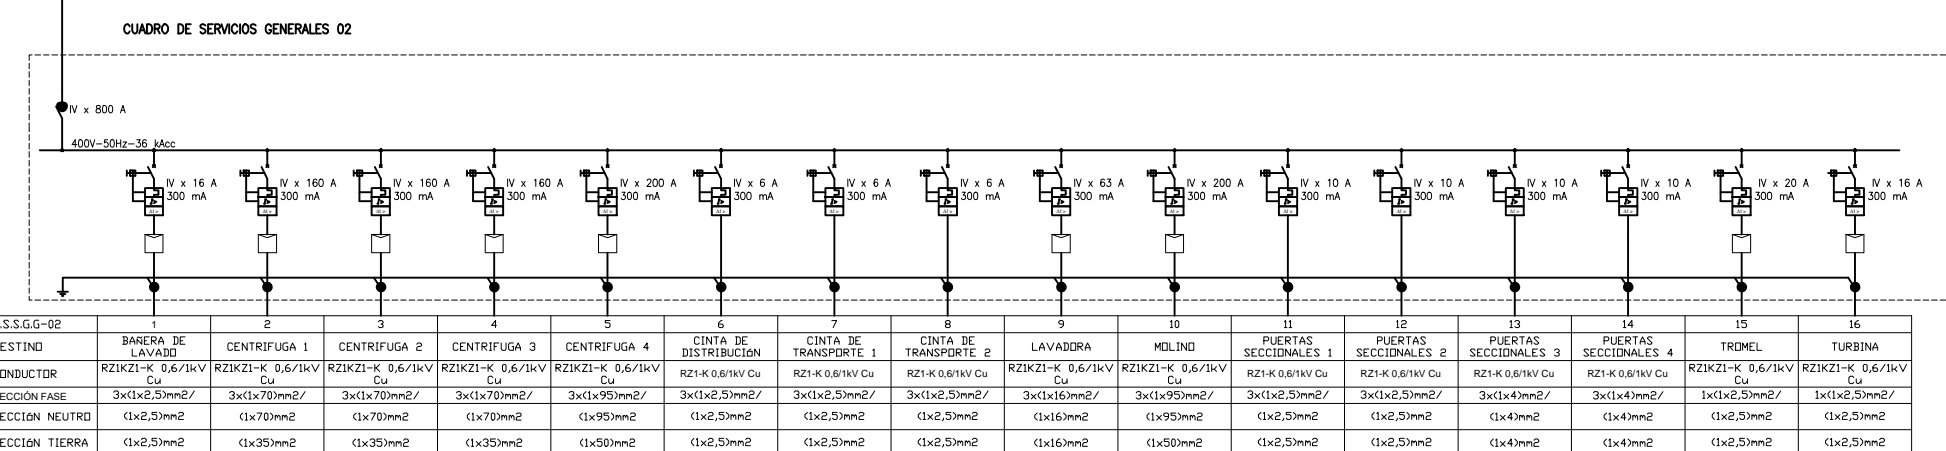 CUADRO DE SERVICIOS GENERALES 02
IV x 800 A
400V-50Hz-36 kAcc
IV x 16 A IV x 160 A IV x 160 A IV x 160 A IV x 200 A IV x 6 A IV x 6 A IV x 6 A IV x 63 A IV x 200 A IV x 10 A IV x 10 A IV x 10 A IV x 10 A IV x 20 A IV x 16 A
300 mA 300 mA 300 mA 300 mA 300 mA 300 mA 300 mA 300 mA 300 mA 300 mA 300 mA 300 mA 300 mA 300 mA 300 mA 300 mA
.S.S.G.G-02 1 2 3 4 5 6 7 8 9 10 11 12 13 14 15 16
ESTINO BAÑERA DE LAVADO CENTRIFUGA 1 CENTRIFUGA 2 CENTRIFUGA 3 CENTRIFUGA 4 CINTA DE DISTRIBUCIóN CINTA DE TRANSPORTE 1 CINTA DE TRANSPORTE 2 LAVADORA MOLINO PUERTAS SECCIONALES 1 PUERTAS SECCIONALES 2 PUERTAS SECCIONALES 3 PUERTAS SECCIONALES 4 TROMEL TURBINA
ONDUCTOR RZ1KZ1-K 0,6/1kV Cu RZ1KZ1-K 0,6/1kV Cu RZ1KZ1-K 0,6/1kV Cu RZ1KZ1-K 0,6/1kV Cu RZ1KZ1-K 0,6/1kV Cu RZ1-K 0,6/1kV Cu RZ1-K 0,6/1kV Cu RZ1-K 0,6/1kV Cu RZ1KZ1-K 0,6/1kV Cu RZ1KZ1-K 0,6/1kV Cu RZ1-K 0,6/1kV Cu RZ1-K 0,6/1kV Cu RZ1-K 0,6/1kV Cu RZ1-K 0,6/1kV Cu RZ1KZ1-K 0,6/1kV Cu RZ1KZ1-K 0,6/1kV Cu
ECCIÓN FASE 3x(1x2,5)mm2/ 3x(1x70)mm2/ 3x(1x70)mm2/ 3x(1x70)mm2/ 3x(1x95)mm2/ 3x(1x2,5)mm2/ 3x(1x2,5)mm2/ 3x(1x2,5)mm2/ 3x(1x16)mm2/ 3x(1x95)mm2/ 3x(1x2,5)mm2/ 3x(1x2,5)mm2/ 3x(1x4)mm2/ 3x(1x4)mm2/ 1x(1x2,5)mm2/ 1x(1x2,5)mm2/
ECCIóN NEUTRO (1x2,5)mm2 (1x70)mm2 (1x70)mm2 (1x70)mm2 (1x95)mm2 (1x2,5)mm2 (1x2,5)mm2 (1x2,5)mm2 (1x16)mm2 (1x95)mm2 (1x2,5)mm2 (1x2,5)mm2 (1x4)mm2 (1x4)mm2 (1x2,5)mm2 (1x2,5)mm2
ECCIóN TIERRA (1x2,5)mm2 (1x35)mm2 (1x35)mm2 (1x35)mm2 (1x50)mm2 (1x2,5)mm2 (1x2,5)mm2 (1x2,5)mm2 (1x16)mm2 (1x50)mm2 (1x2,5)mm2 (1x2,5)mm2 (1x4)mm2 (1x4)mm2 (1x2,5)mm2 (1x2,5)mm2